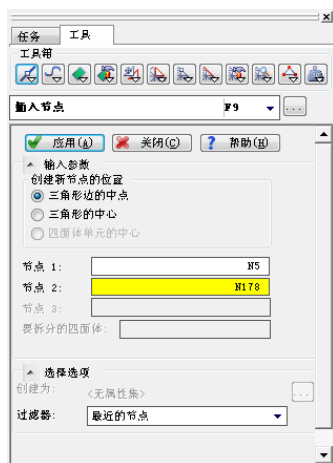 任务 工具
工具箱
插入节点 F9 ...
应用(A) 关闭(C) ? 帮助(H)
输入参数
创建新节点的位置
三角形边的中点
三角形的中心
四面体单元的中心
节点 1: N5
节点 2: N178
节点 3:
要拆分的四面体:
选择选项
创建为: <无属性集> ...
过滤器: 最近的节点